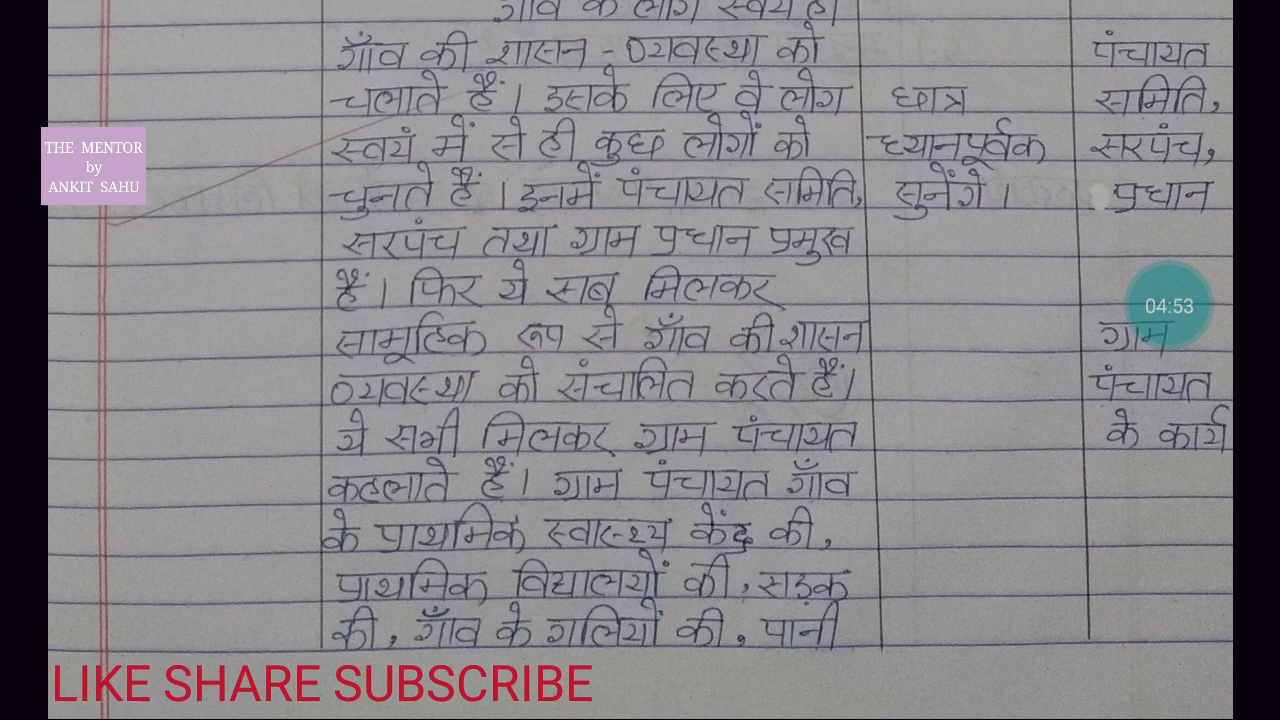 गाँव के लोग स्वयं ही
गाँव की शासन - व्यवस्था को
चलाते हैं। इसके लिए वे लोग
स्वयं में से ही कुछ लोगों को
चुनते हैं। इनमें पंचायत समिति,
सरपंच तथा ग्राम प्रधान प्रमुख
हैं। फिर ये सब मिलकर
सामूहिक रूप से गाँव की शासन
व्यवस्था को संचालित करते हैं।
ये सभी मिलकर ग्राम पंचायत
कहलाते हैं। ग्राम पंचायत गाँव
के प्राथमिक स्वास्थ्य केंद्र की,
प्राथमिक विद्यालयों की, सड़क
की, गाँव के गलियों की, पानी
छात्र
ध्यानपूर्वक
सुनेंगे।
पंचायत
समिति,
सरपंच,
प्रधान
ग्राम
पंचायत
के कार्य
THE MENTOR
by
ANKIT SAHU
04:53
LIKE SHARE SUBSCRIBE